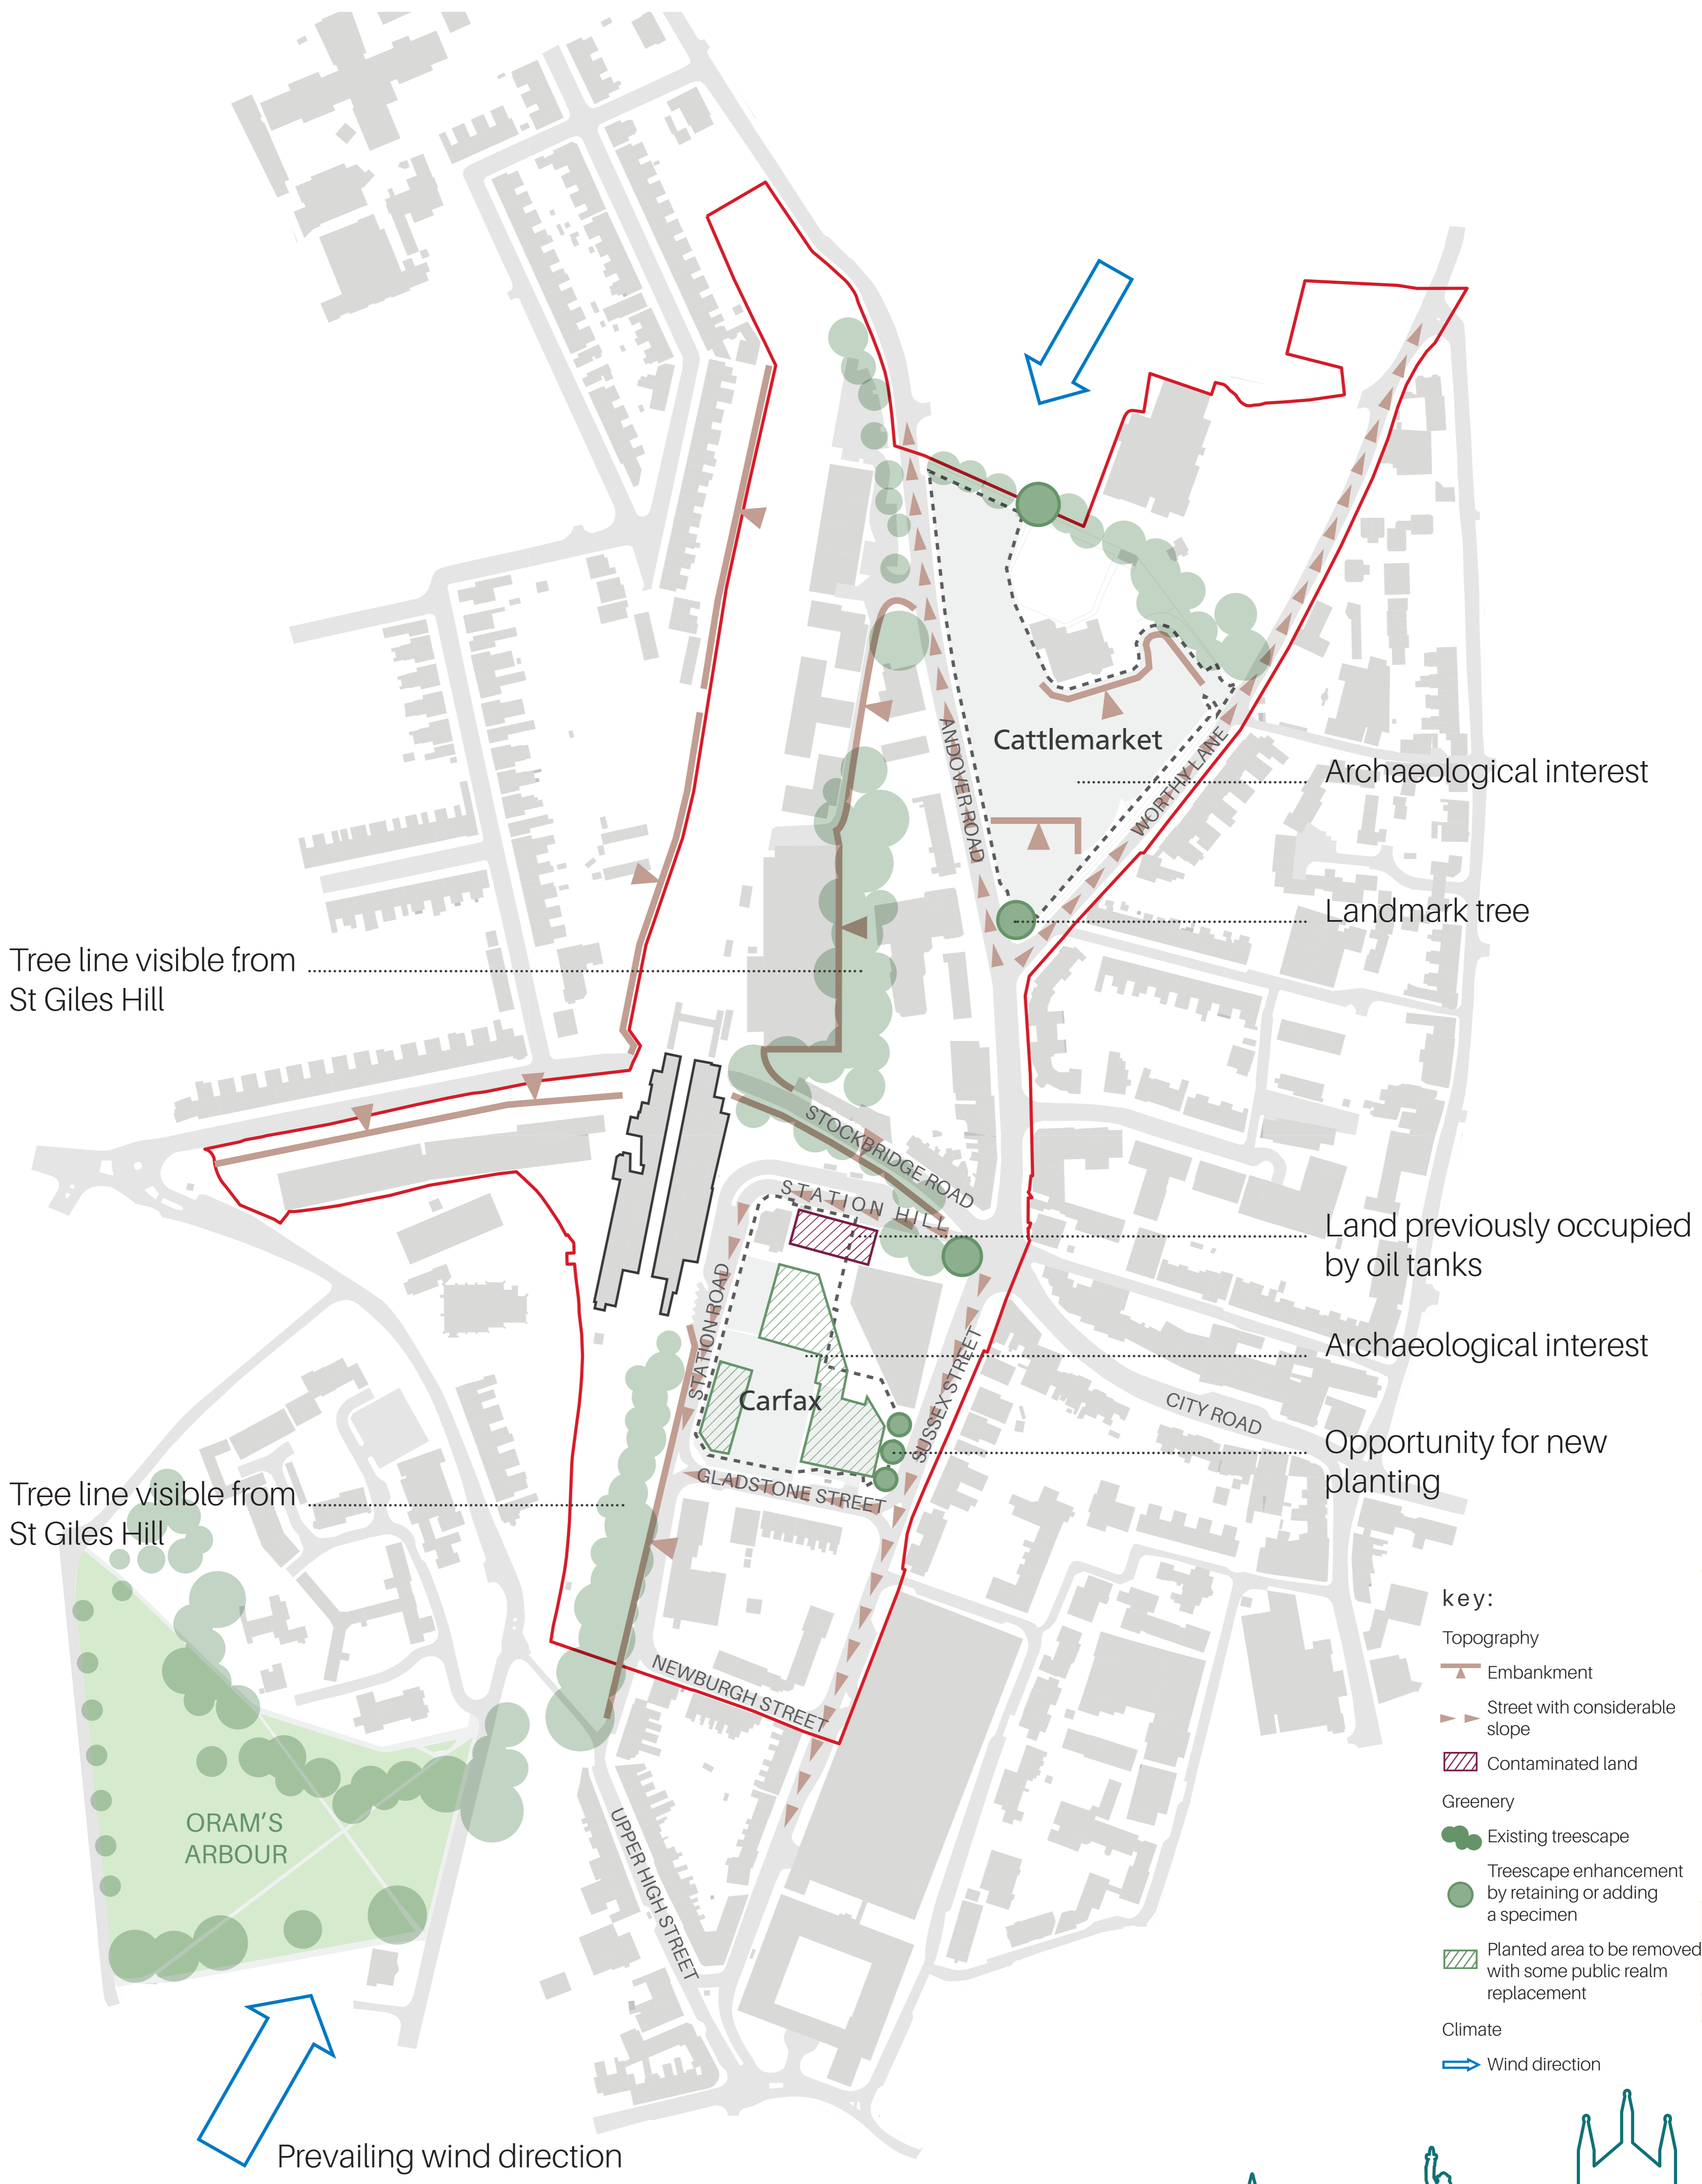 ANDOVER ROAD
Cattlemarket
WORTHY LANE
Archaeological interest
Landmark tree
Tree line visible from
St Giles Hill
STOCKBRIDGE ROAD
STATION HILL
Land previously occupied
by oil tanks
STATION ROAD
Archaeological interest
Carfax
SUSSEX STREET
CITY ROAD
Opportunity for new
planting
GLADSTONE STREET
Tree line visible from
St Giles Hill
NEWBURGH STREET
UPPER HIGH STREET
ORAM'S
ARBOUR
Prevailing wind direction
key:
Topography
Embankment
Street with considerable
slope
Contaminated land
Greenery
Existing treescape
Treescape enhancement
by retaining or adding
a specimen
Planted area to be removed
with some public realm
replacement
Climate
Wind direction